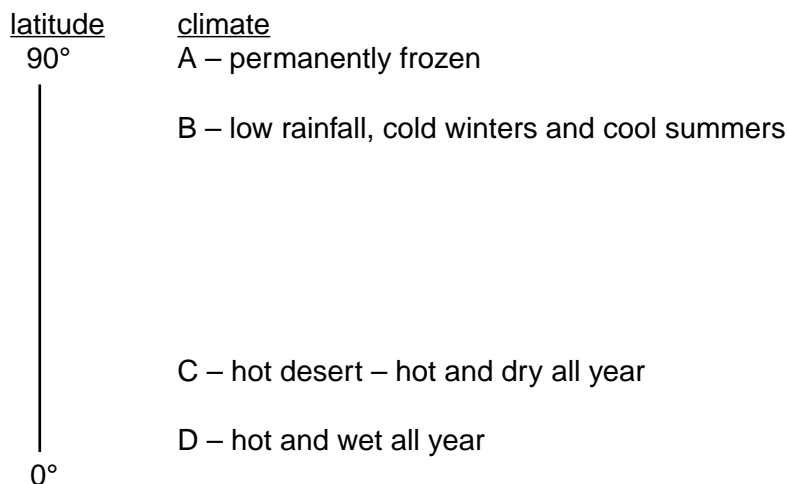 latitude climate
90° A – permanently frozen
B – low rainfall, cold winters and cool summers
C – hot desert – hot and dry all year
D – hot and wet all year
0°